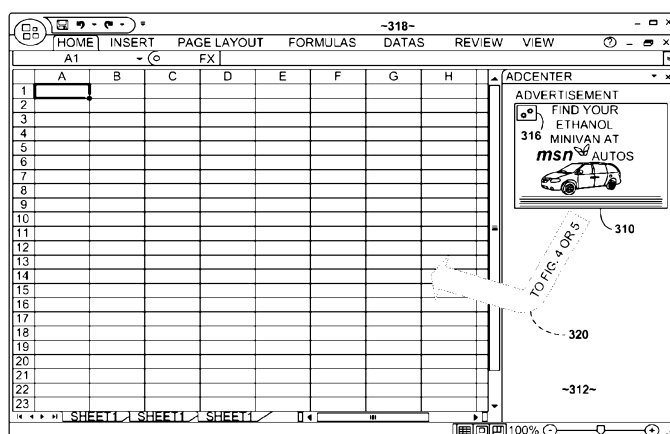 ~318~
HOME INSERT PAGE LAYOUT FORMULAS DATAS REVIEW VIEW
A1 FX
A B C D E F G H
ADCENTER
ADVERTISEMENT
FIND YOUR
ETHANOL
MINIVAN AT
msn AUTOS
316
310
TO FIG. 4 OR 5
320
~312~
1
2
3
4
5
6
7
8
9
10
11
12
13
14
15
16
17
18
19
20
21
22
23
SHEET1 SHEET1 SHEET1
100%